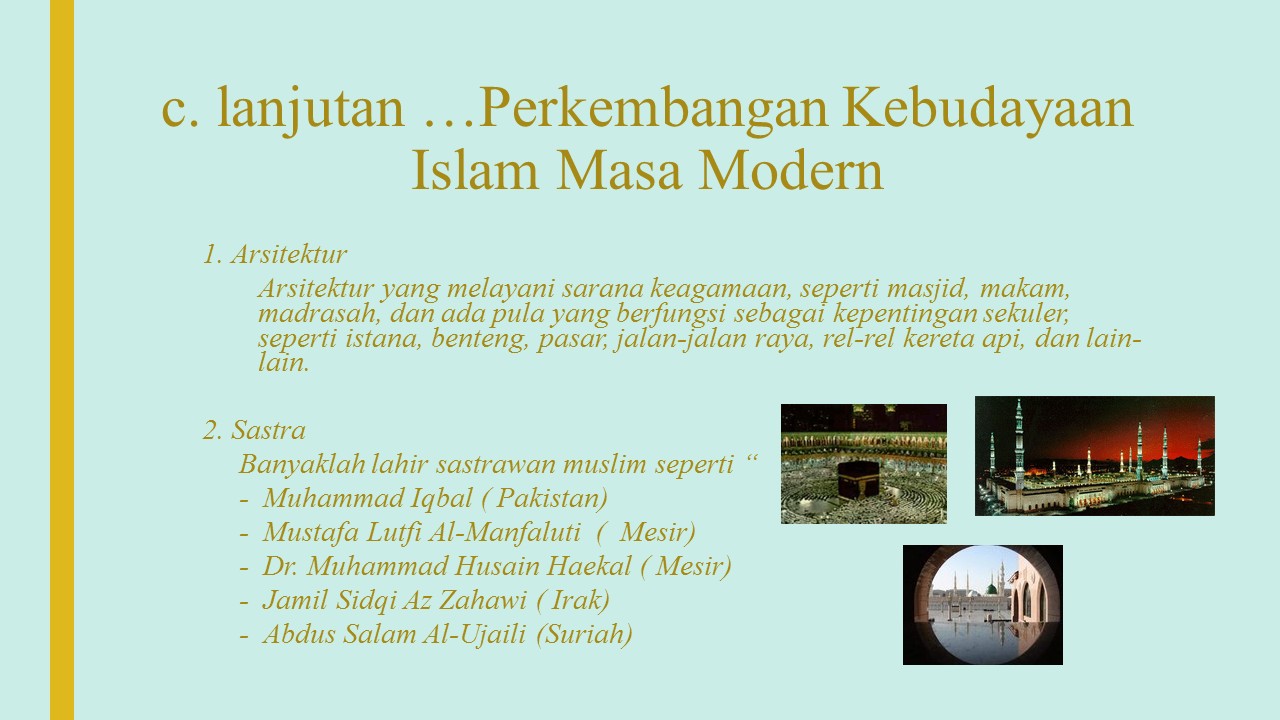 c. lanjutan …Perkembangan Kebudayaan
Islam Masa Modern
1. Arsitektur
Arsitektur yang melayani sarana keagamaan, seperti masjid, makam,
madrasah, dan ada pula yang berfungsi sebagai kepentingan sekuler,
seperti istana, benteng, pasar, jalan-jalan raya, rel-rel kereta api, dan lain-
lain.
2. Sastra
Banyaklah lahir sastrawan muslim seperti “
- Muhammad Iqbal ( Pakistan)
- Mustafa Lutfi Al-Manfaluti ( Mesir)
- Dr. Muhammad Husain Haekal ( Mesir)
- Jamil Sidqi Az Zahawi ( Irak)
- Abdus Salam Al-Ujaili (Suriah)